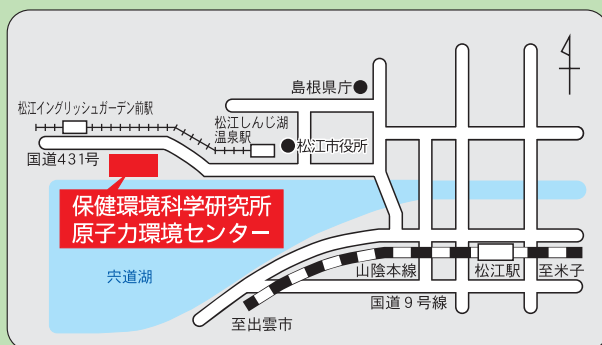 島根県庁
松江イングリッシュガーデン前駅
松江しんじ湖
温泉駅
松江市役所
国道431号
保健環境科学研究所
原子力環境センター
宍道湖
山陰本線
松江駅
至米子
国道9号線
至出雲市